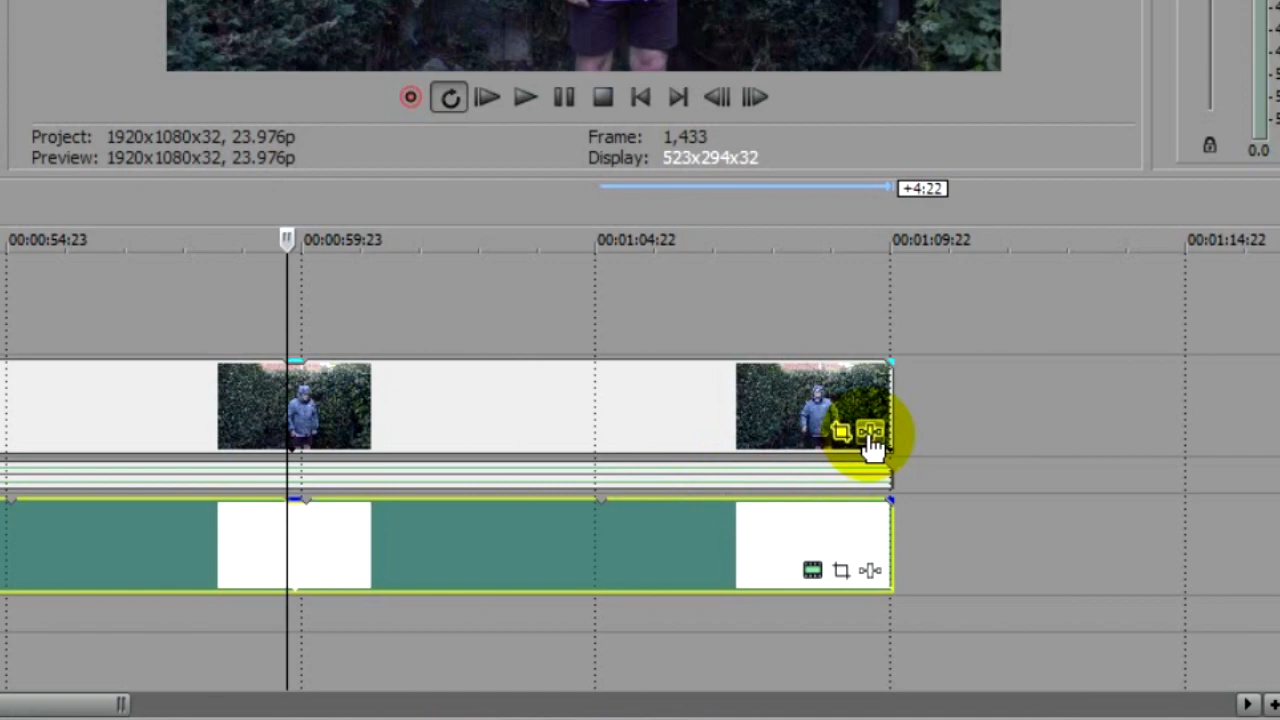 Project: 1920x1080x32, 23.976p
Preview: 1920x1080x32, 23.976p
Frame: 1,433
Display: 523x294x32
0.0
+4:22
00:00:54:23 00:00:59:23 00:01:04:22 00:01:09:22 00:01:14:22